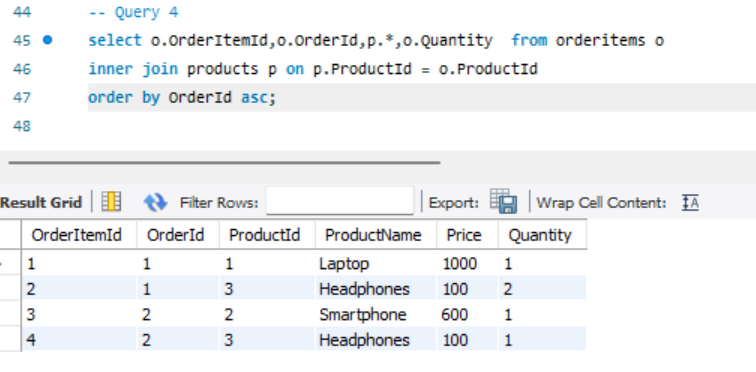 44 -- Query 4
45 select o.OrderItemId,o.OrderId,p.*,o.Quantity  from orderitems o
46 inner join products p on p.ProductId = o.ProductId
47 order by OrderId asc;
48
Result Grid Filter Rows: Export: Wrap Cell Content: IA
OrderItemId OrderId ProductId ProductName Price Quantity
1 1 1 Laptop 1000 1
2 1 3 Headphones 100 2
3 2 2 Smartphone 600 1
4 2 3 Headphones 100 1